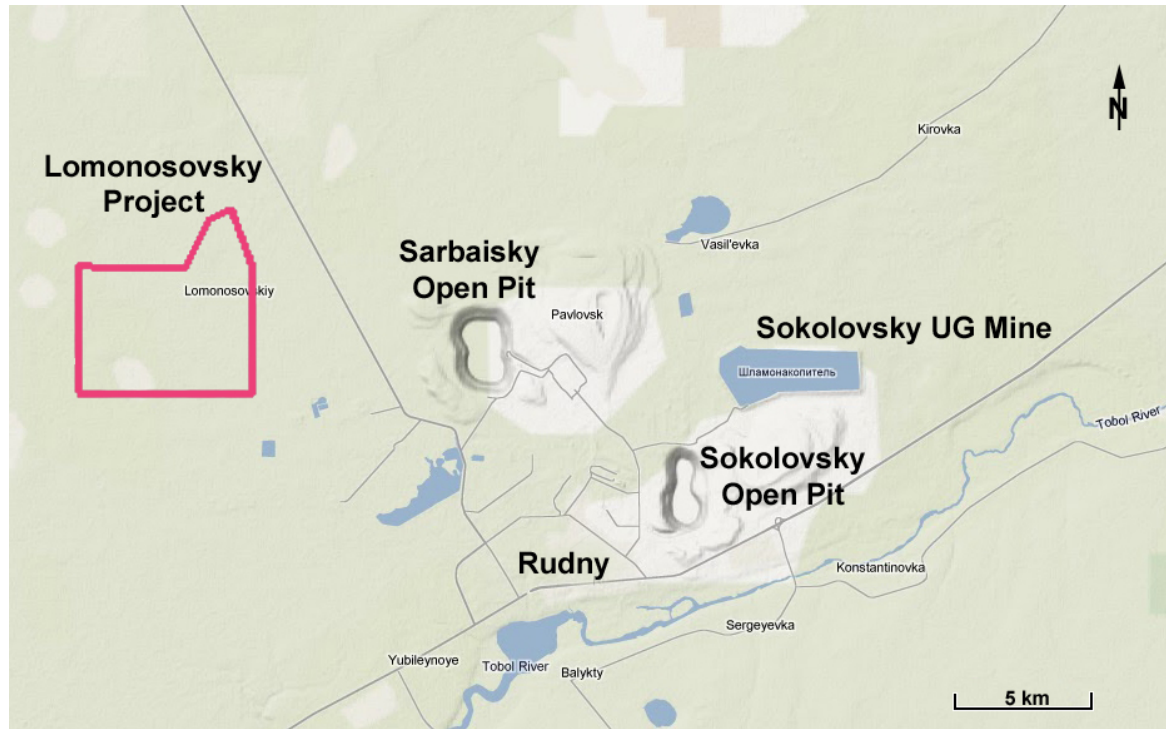 N
Kirovka
Lomonosovsky
Project
Vasil'evka
Sarbaisky
Open Pit
Lomonosovskiy
Pavlovsk
Sokolovsky UG Mine
Шламонакопитель
Tobol River
Sokolovsky
Open Pit
Rudny
Konstantinovka
Sergeyevka
Yubileynoye
Tobol River
Balykty
5 km